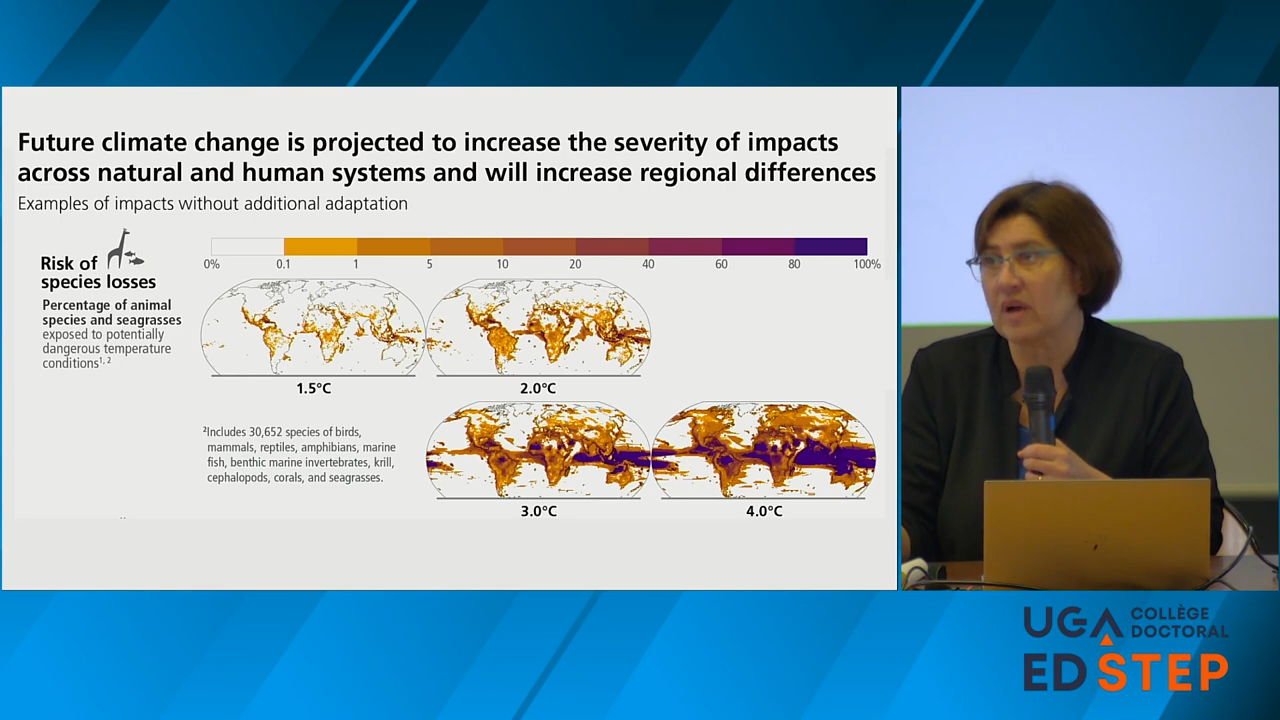 Future climate change is projected to increase the severity of impacts
across natural and human systems and will increase regional differences
Examples of impacts without additional adaptation
Risk of
species losses
Percentage of animal
species and seagrasses
exposed to potentially
dangerous temperature
conditions1, 2
0% 0.1 1 5 10 20 40 60 80 100%
1.5°C 2.0°C
2Includes 30,652 species of birds,
mammals, reptiles, amphibians, marine
fish, benthic marine invertebrates, krill,
cephalopods, corals, and seagrasses.
3.0°C 4.0°C
UGA COLLÈGE
DOCTORAL
ED STEP